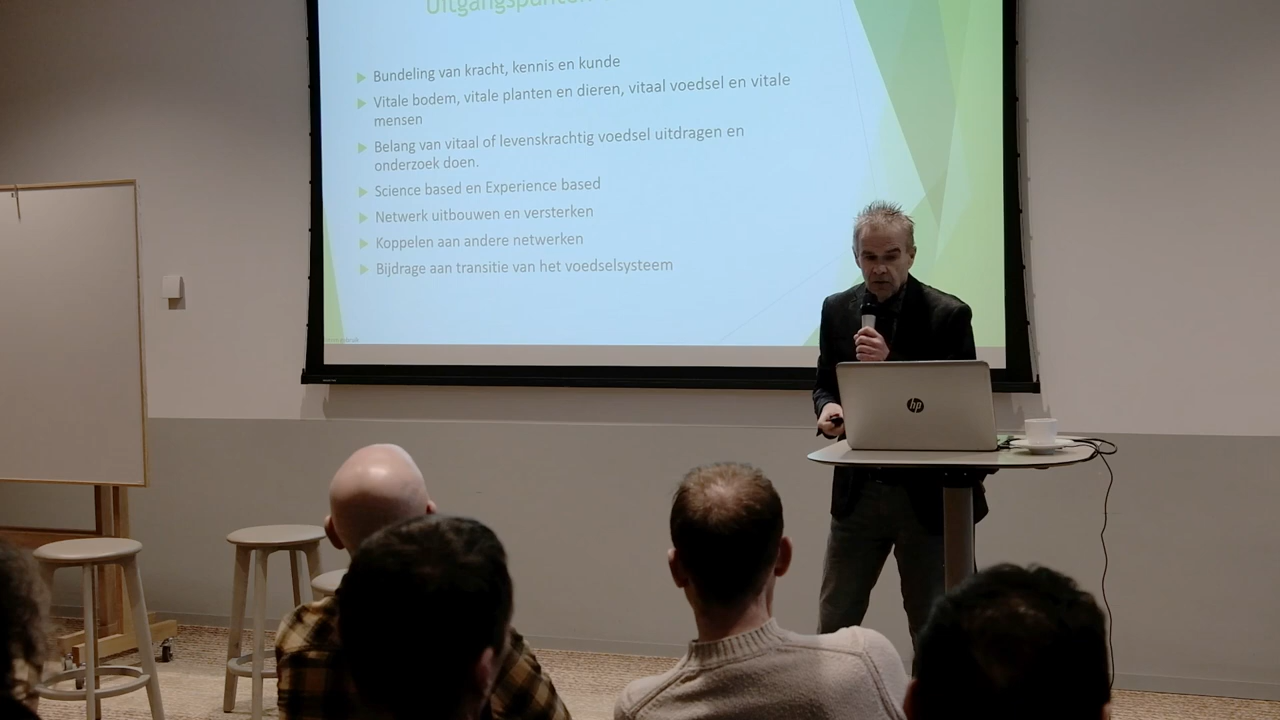 Uitgangspunten
Bundeling van kracht, kennis en kunde
Vitale bodem, vitale planten en dieren, vitaal voedsel en vitale
mensen
Belang van vitaal of levenskrachtig voedsel uitdragen en
onderzoek doen.
Science based en Experience based
Netwerk uitbouwen en versterken
Koppelen aan andere netwerken
Bijdrage aan transitie van het voedselsysteem
hp